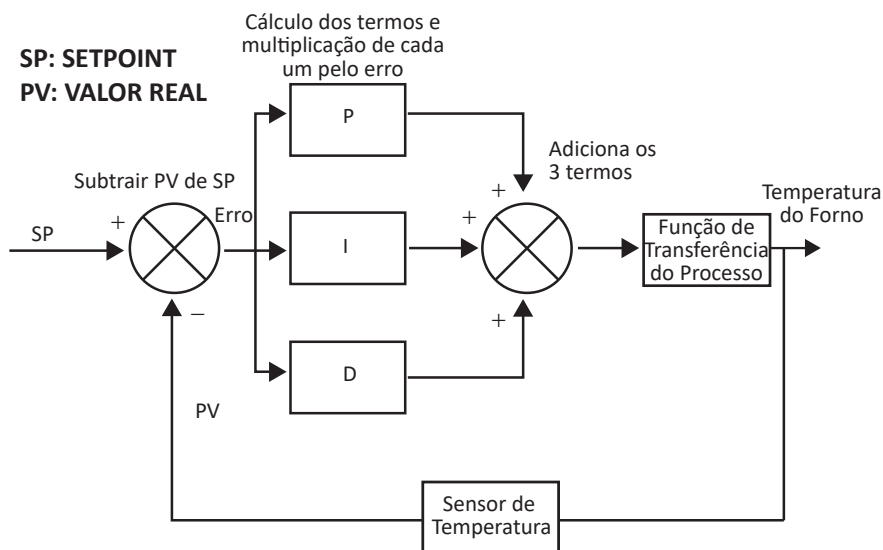 Cálculo dos termos e
multiplicação de cada
um pelo erro
SP: SETPOINT
PV: VALOR REAL
P
Adiciona os
3 termos
Subtrair PV de SP
+
+
Temperatura
do Forno
+
Erro
+
SP
I
Função de
Transferência
do Processo
−
+
D
PV
Sensor de
Temperatura